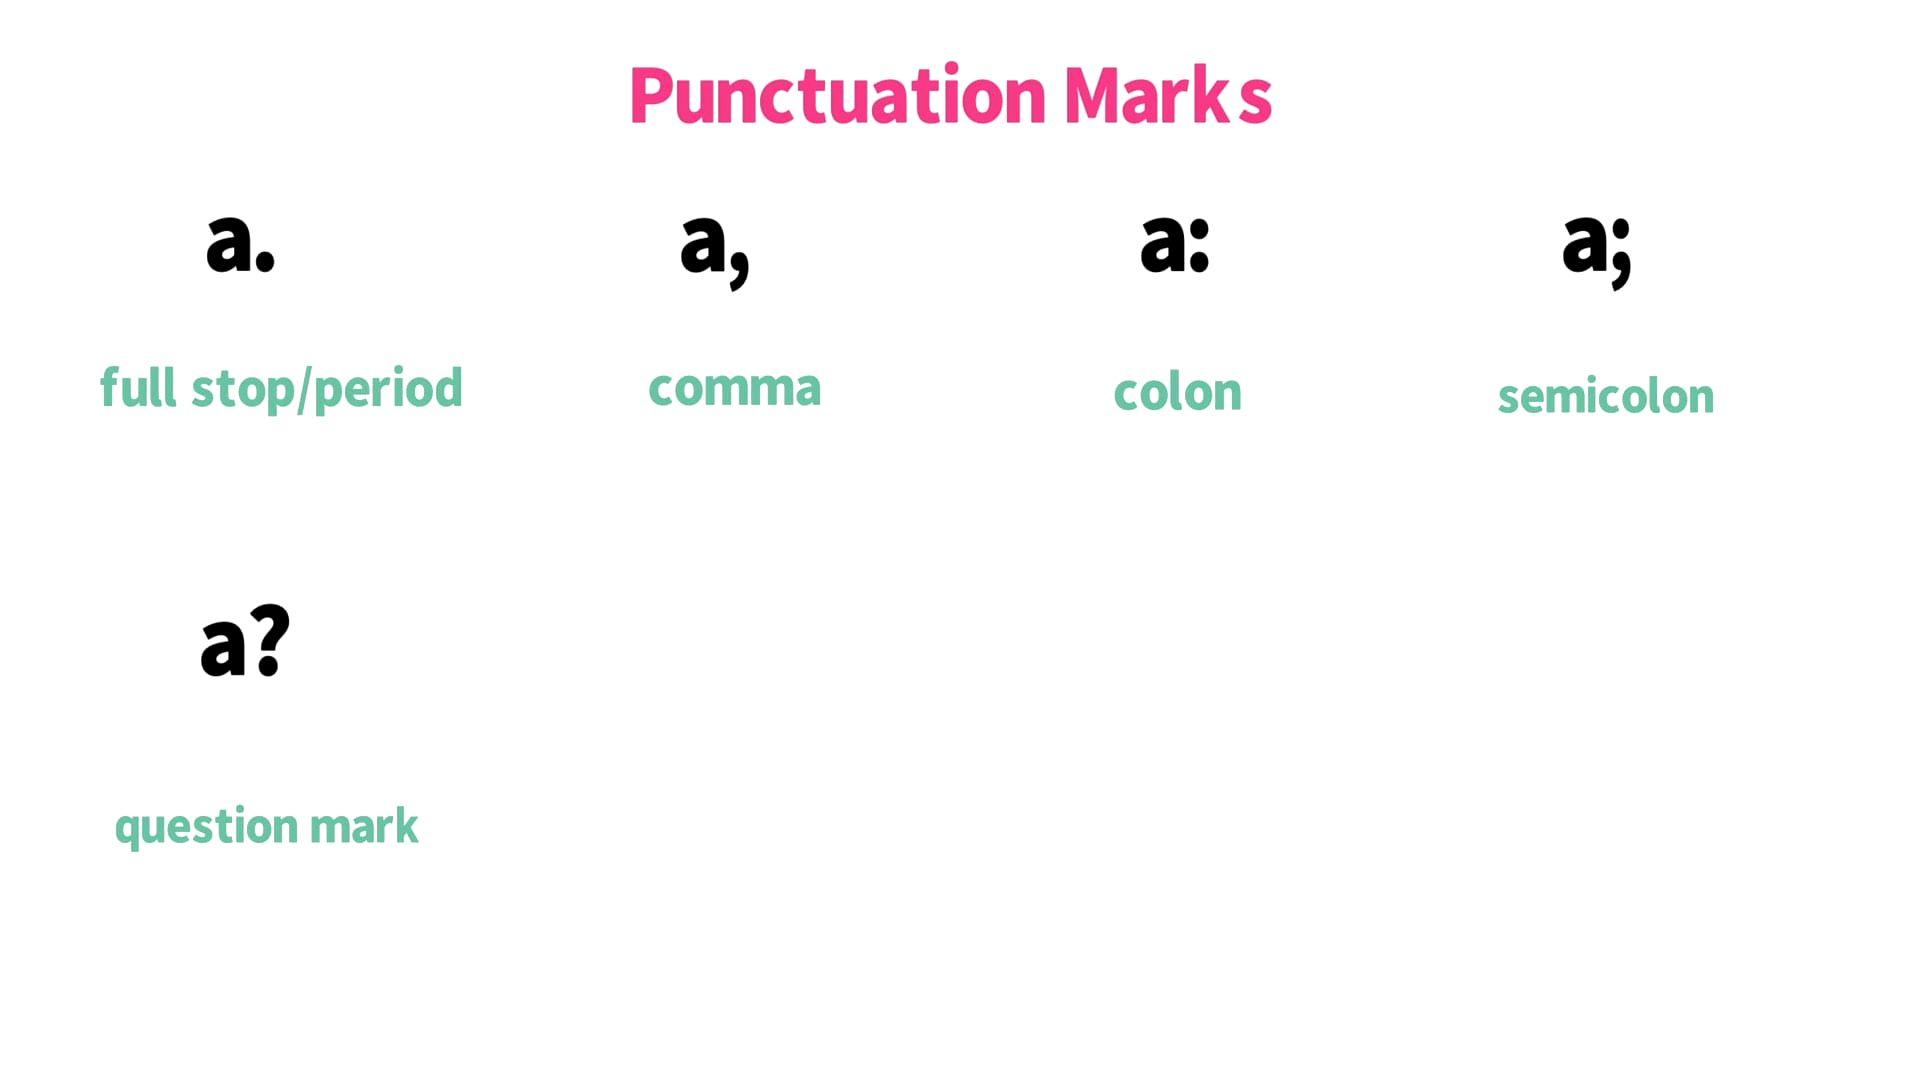 Punctuation Marks
a. a, a: a;
full stop/period comma colon semicolon
a?
question mark